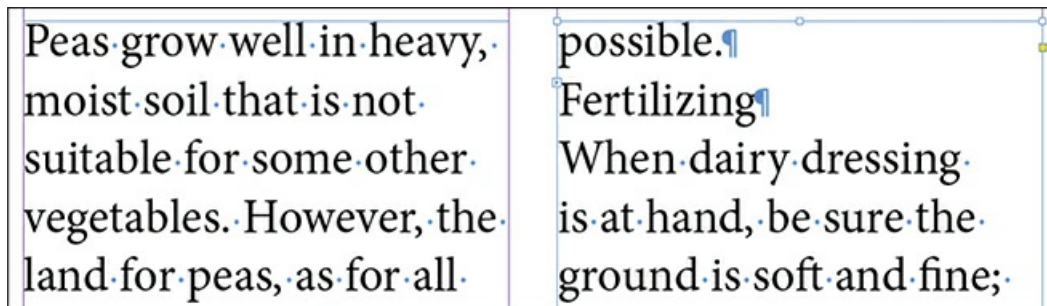 Peas grow well in heavy,
moist soil that is not
suitable for some other
vegetables. However, the
land for peas, as for all
possible.¶
Fertilizing¶
When dairy dressing
is at hand, be sure the
ground is soft and fine;